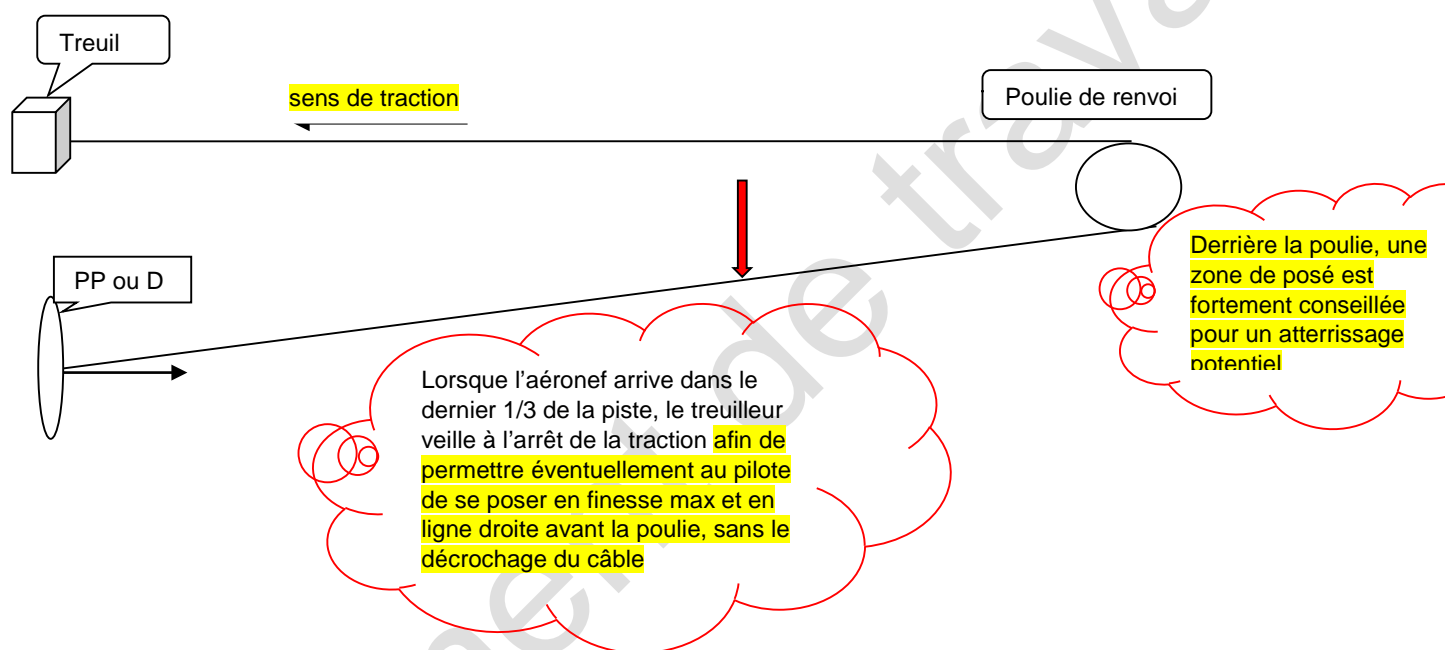 Treuil
sens de traction
Poulie de renvoi
PP ou D
Derrière la poulie, une
zone de posé est
fortement conseillée
pour un atterrissage
potentiel
Lorsque l'aéronef arrive dans le
dernier 1/3 de la piste, le treuilleur
veille à l'arrêt de la traction afin de
permettre éventuellement au pilote
de se poser en finesse max et en
ligne droite avant la poulie, sans le
décrochage du câble
de